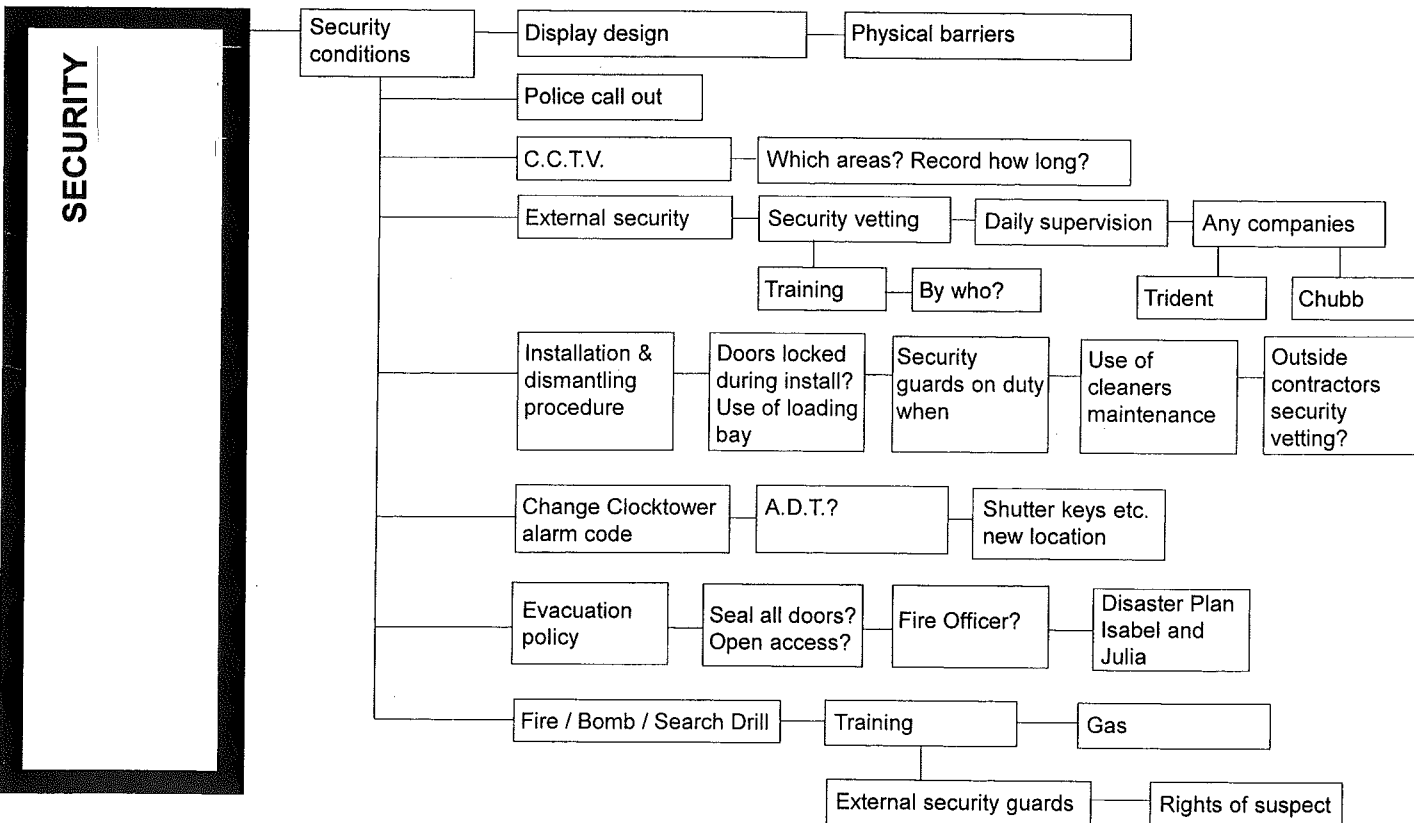 SECURITY
Security
conditions
Display design
Physical barriers
Police call out
C.C.T.V.
Which areas? Record how long?
External security
Security vetting
Daily supervision
Any companies
Training
By who?
Trident
Chubb
Installation &
dismantling
procedure
Doors locked
during install?
Use of loading
bay
Security
guards on duty
when
Use of
cleaners
maintenance
Outside
contractors
security
vetting?
Change Clocktower
alarm code
A.D.T.?
Shutter keys etc.
new location
Evacuation
policy
Seal all doors?
Open access?
Fire Officer?
Disaster Plan
Isabel and
Julia
Fire / Bomb / Search Drill
Training
Gas
External security guards
Rights of suspect